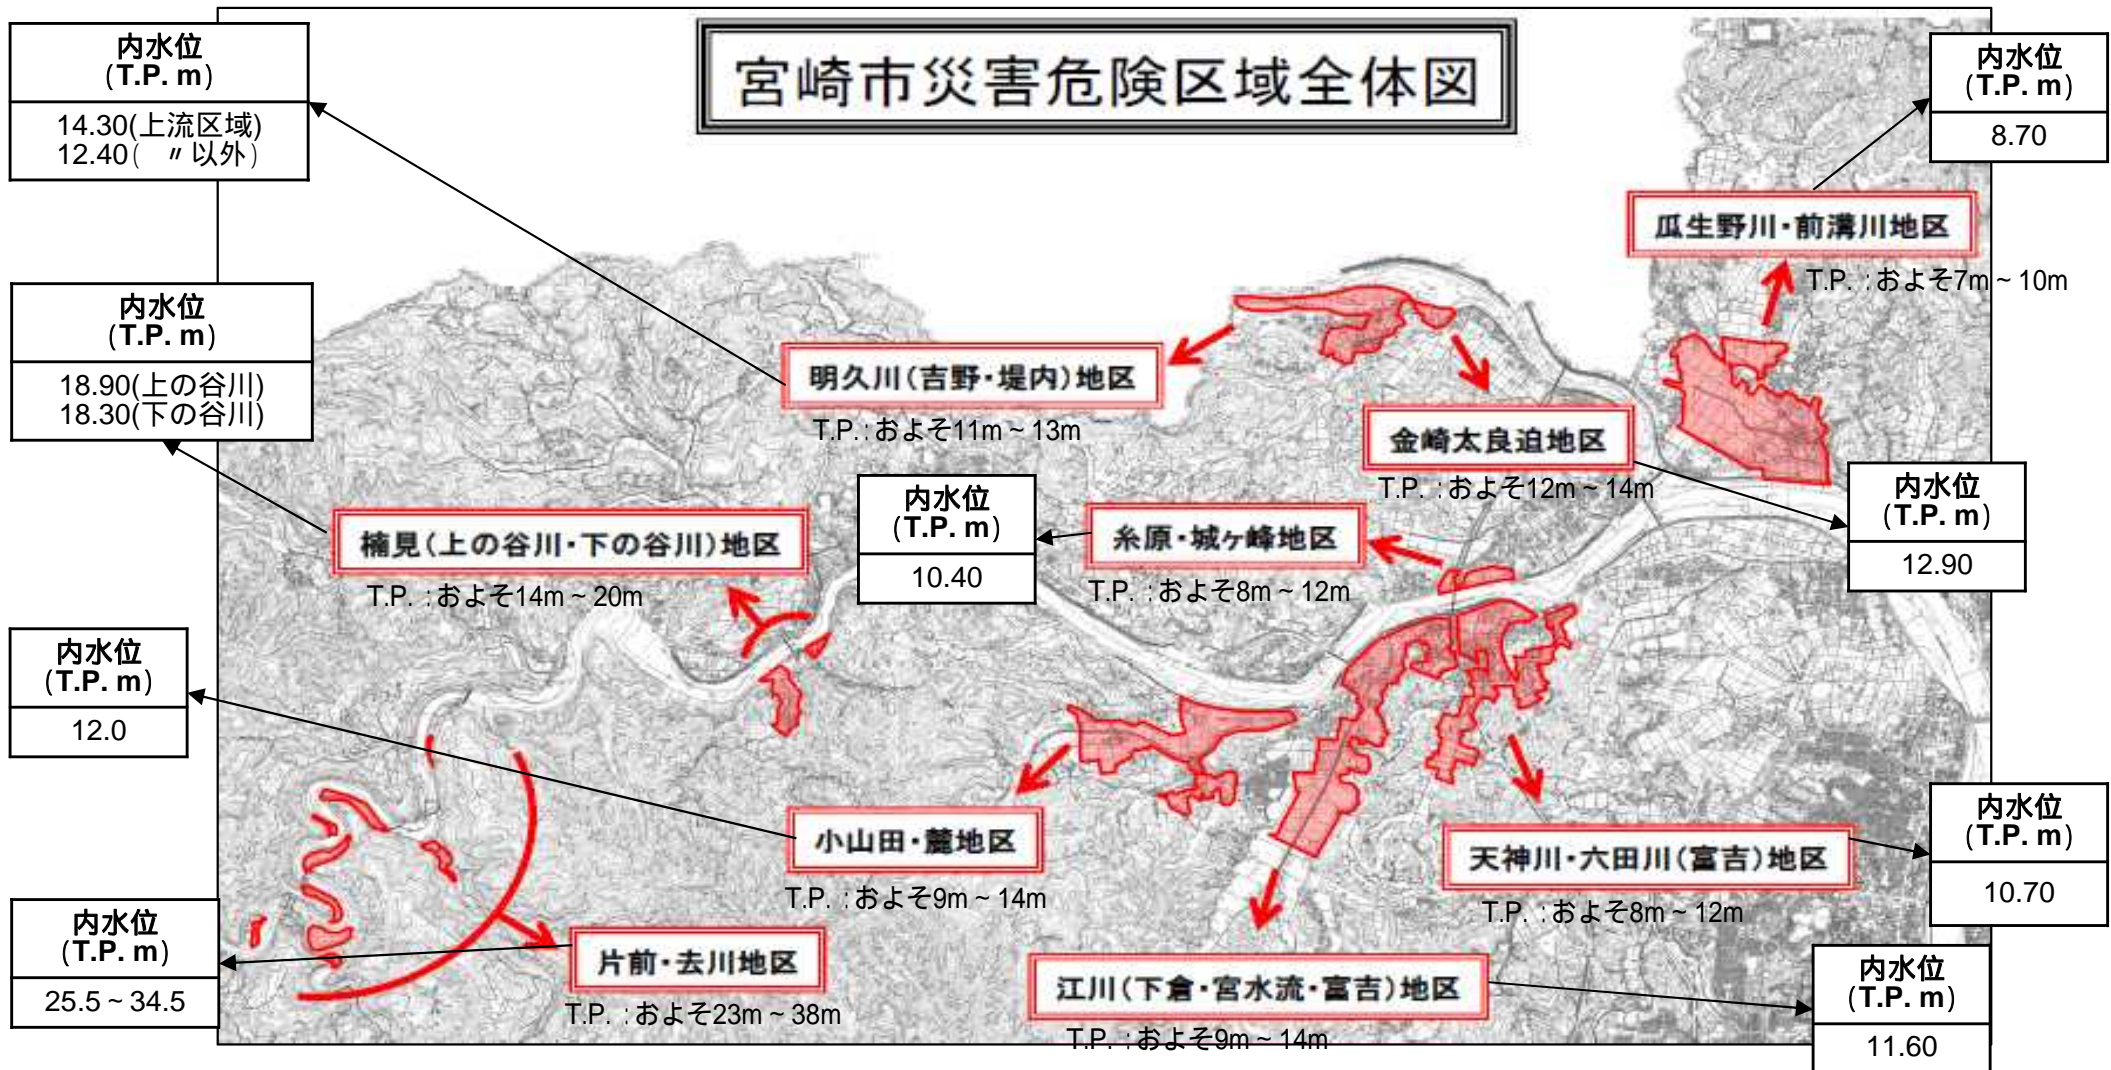 宮崎市災害危険区域全体図
内水位
(T.P. m)
14.30(上流区域)
12.40( 〃以外)
内水位
(T.P. m)
8.70
瓜生野川・前溝川地区
T.P. :およそ7m ~ 10m
内水位
(T.P. m)
18.90(上の谷川)
18.30(下の谷川)
明久川(吉野・堤内)地区
T.P. :およそ11m ~ 13m
金崎太良迫地区
T.P. :およそ12m ~ 14m
内水位
(T.P. m)
12.90
楠見(上の谷川・下の谷川)地区
T.P. :およそ14m ~ 20m
内水位
(T.P. m)
10.40
糸原・城ヶ峰地区
T.P. :およそ8m ~ 12m
内水位
(T.P. m)
12.0
小山田・麓地区
T.P. :およそ9m ~ 14m
天神川・六田川(富吉)地区
T.P. :およそ8m ~ 12m
内水位
(T.P. m)
10.70
内水位
(T.P. m)
25.5 ~ 34.5
片前・去川地区
T.P. :およそ23m ~ 38m
江川(下倉・宮水流・富吉)地区
T.P. :およそ9m ~ 14m
内水位
(T.P. m)
11.60